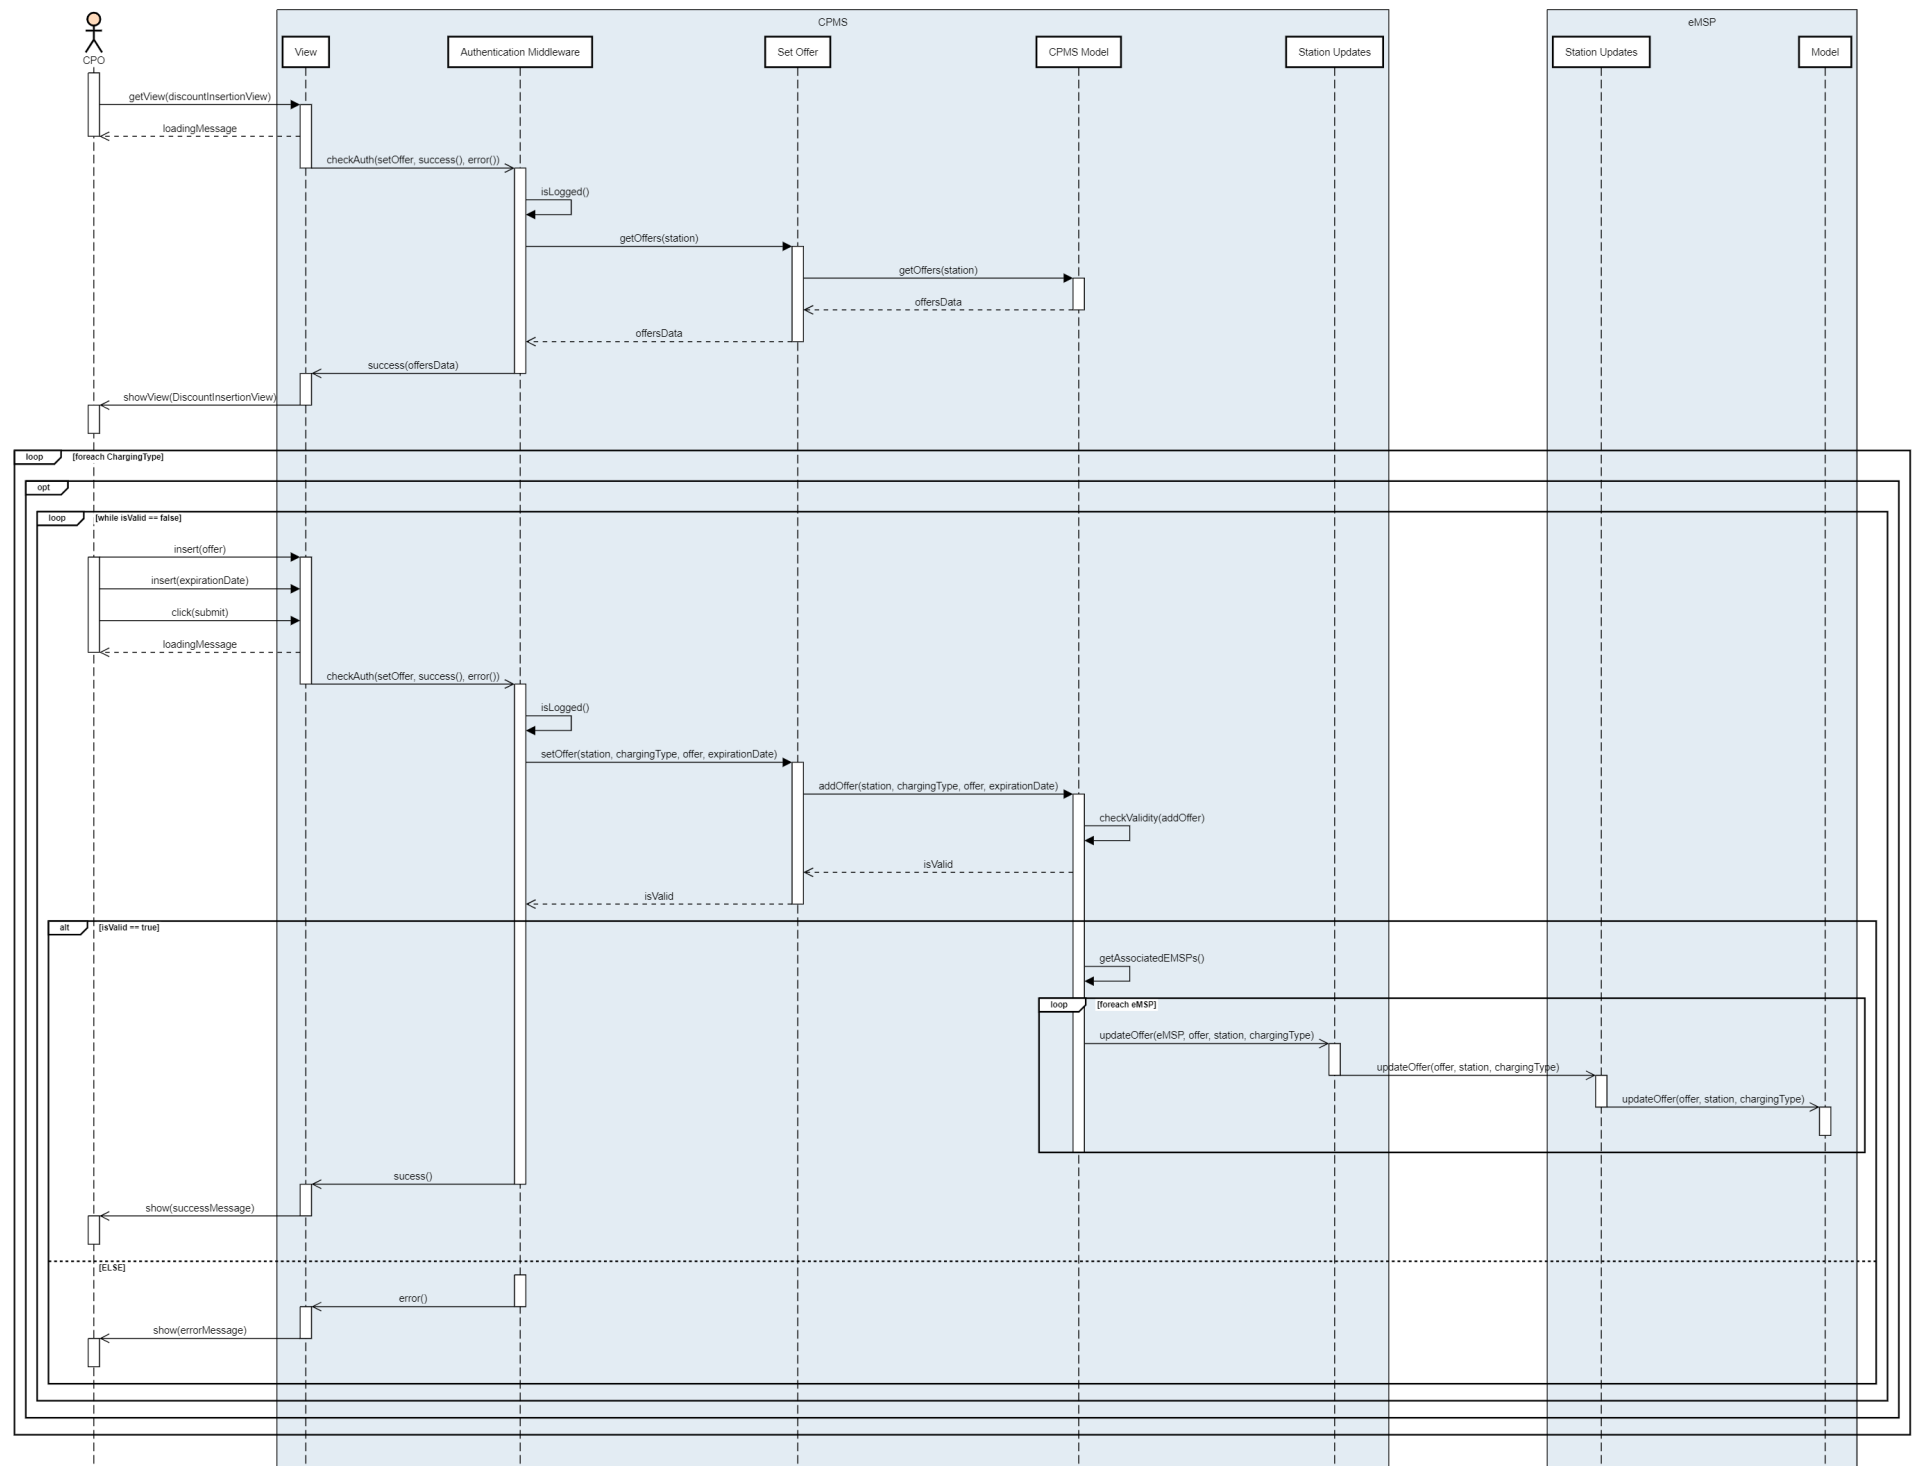 CPMS
eMSP
CPO
View
Authentication Middleware
Set Offer
CPMS Model
Station Updates
Station Updates
Model
getView(discountInsertionView)
loadingMessage
checkAuth(setOffer, success(), error())
isLogged()
getOffers(station)
getOffers(station)
offersData
offersData
success(offersData)
showView(DiscountInsertionView)
loop
[foreach ChargingType]
opt
loop
[while isValid == false]
insert(offer)
insert(expirationDate)
click(submit)
loadingMessage
checkAuth(setOffer, success(), error())
isLogged()
setOffer(station, chargingType, offer, expirationDate)
addOffer(station, chargingType, offer, expirationDate)
checkValidity(addOffer)
isValid
isValid
alt
[isValid == true]
getAssociatedEMSPs()
loop
[foreach eMSP]
updateOffer(eMSP, offer, station, chargingType)
updateOffer(offer, station, chargingType)
updateOffer(offer, station, chargingType)
sucess()
show(successMessage)
[ELSE]
error()
show(errorMessage)